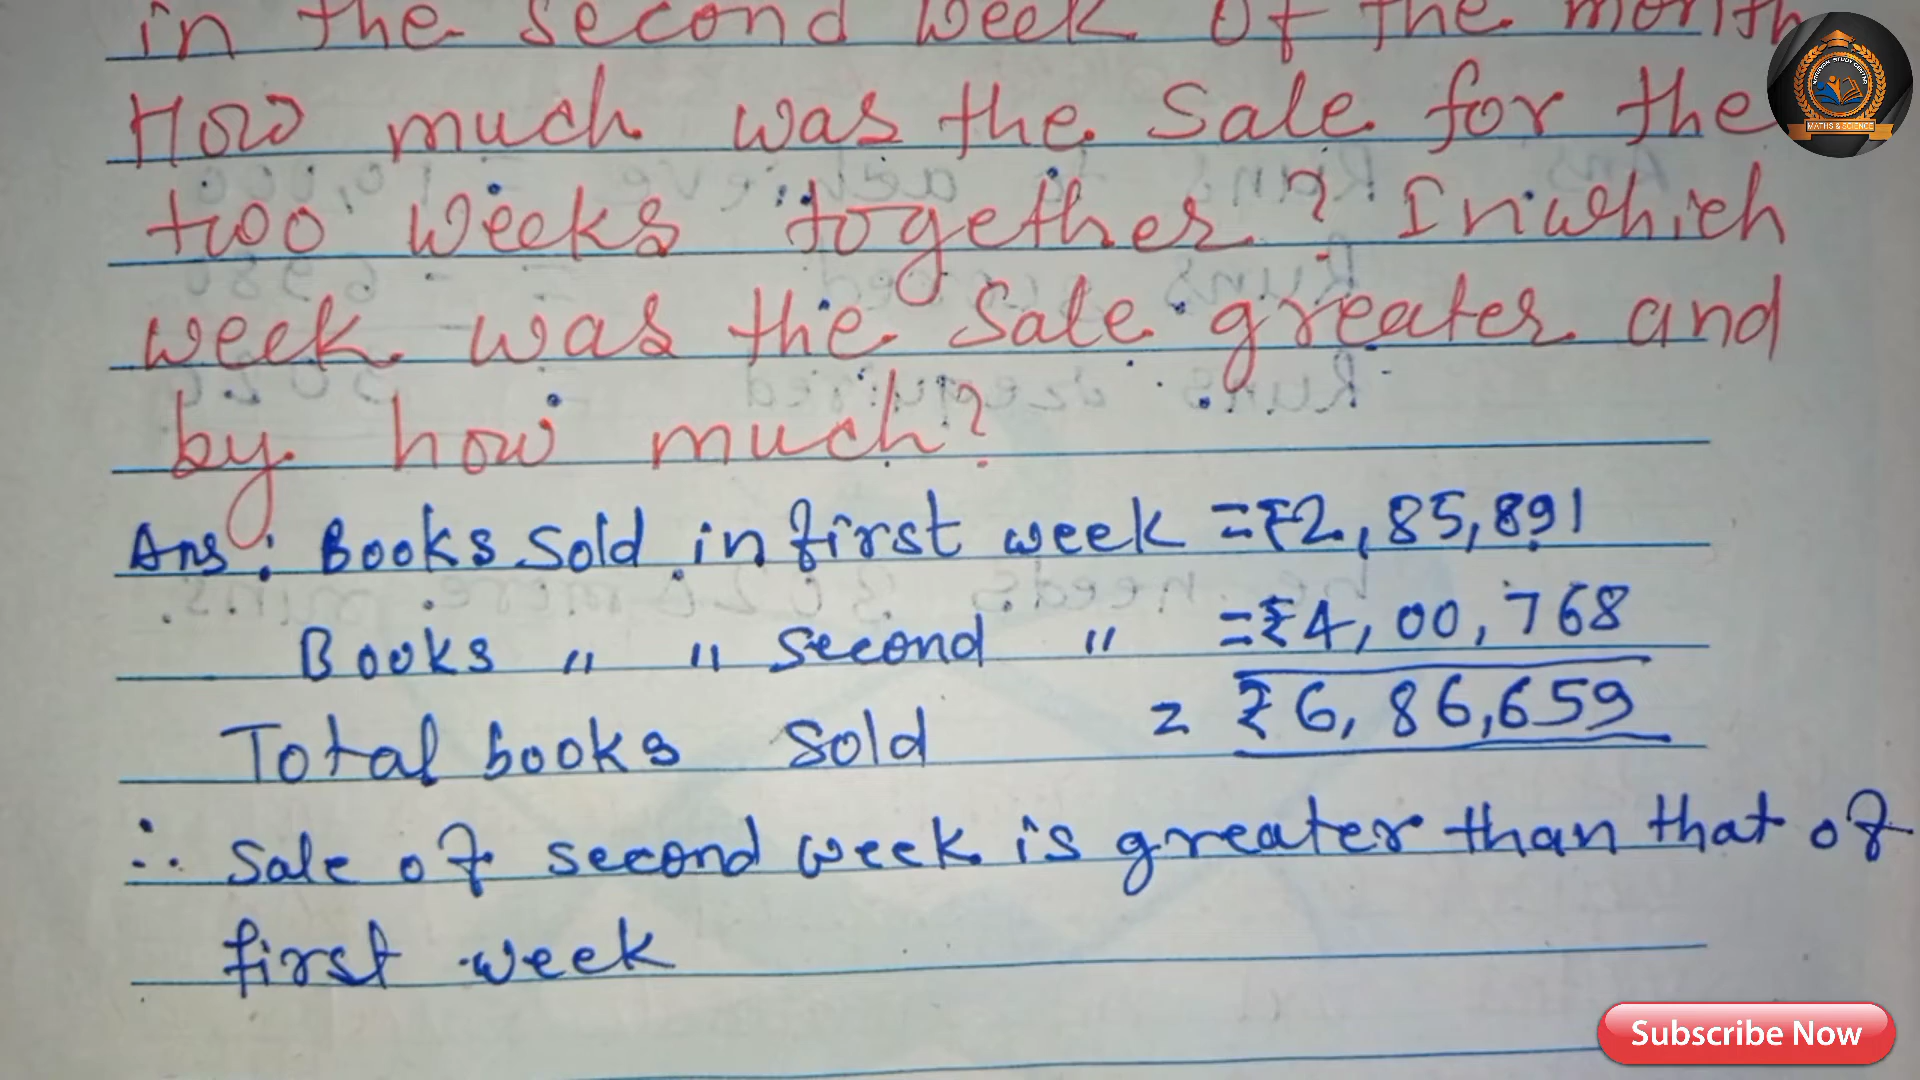 in the second week of the month
How much was the sale for the
two weeks together? In which
week was the sale greater and
by how much?
Ans: Books sold in first week = ₹2,85,891
Books " " second " = ₹4,00,768
Total books sold = ₹6,86,659
∴ Sale of second week is greater than that of
first week
MATHS & SCIENCE
Subscribe Now